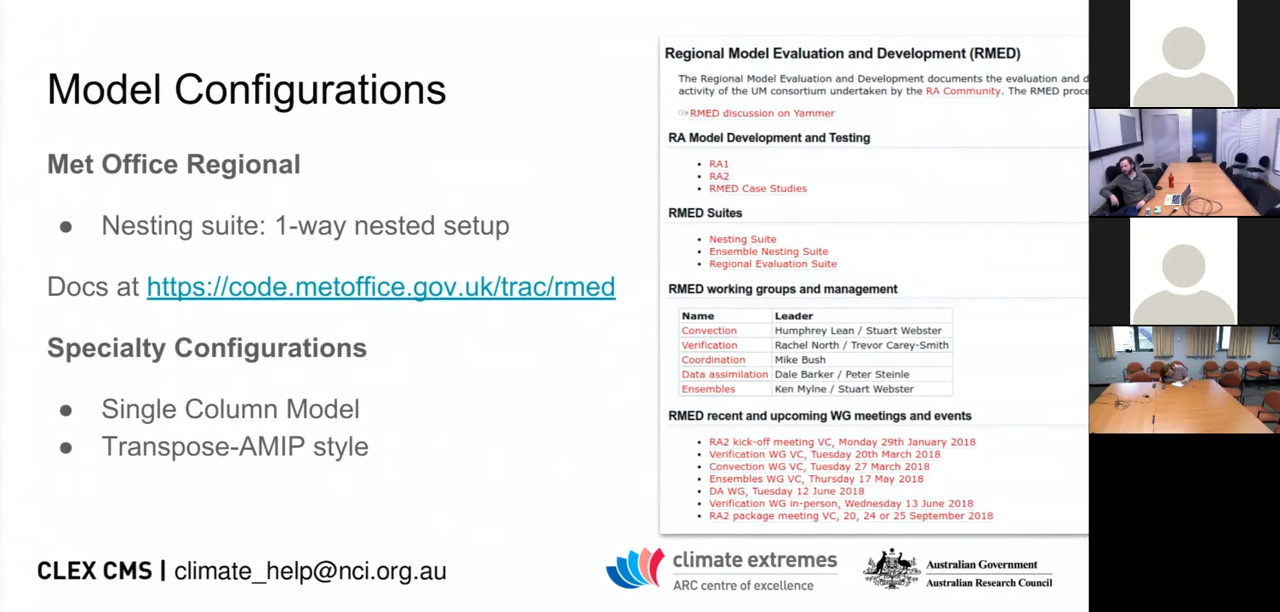 Model Configurations
Met Office Regional
● Nesting suite: 1-way nested setup
Docs at https://code.metoffice.gov.uk/trac/rmed
Specialty Configurations
● Single Column Model
● Transpose-AMIP style
Regional Model Evaluation and Development (RMED)
The Regional Model Evaluation and Development documents the evaluation and d
activity of the UM consortium undertaken by the RA Community. The RMED proce
RMED discussion on Yammer
RA Model Development and Testing
• RA1
• RA2
• RMED Case Studies
RMED Suites
• Nesting Suite
• Ensemble Nesting Suite
• Regional Evaluation Suite
RMED working groups and management
Name Leader
Convection Humphrey Lean / Stuart Webster
Verification Rachel North / Trevor Carey-Smith
Coordination Mike Bush
Data assimilation Dale Barker / Peter Steinle
Ensembles Ken Mylne / Stuart Webster
RMED recent and upcoming WG meetings and events
• RA2 kick-off meeting VC, Monday 29th January 2018
• Verification WG VC, Tuesday 20th March 2018
• Convection WG VC, Tuesday 27 March 2018
• Ensembles WG VC, Thursday 17 May 2018
• DA WG, Tuesday 12 June 2018
• Verification WG in-person, Wednesday 13 June 2018
• RA2 package meeting VC, 20, 24 or 25 September 2018
CLEX CMS | climate_help@nci.org.au
climate extremes
ARC centre of excellence
Australian Government
Australian Research Council